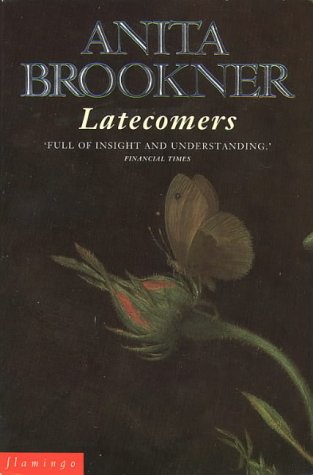 ANITA
BROOKNER
Latecomers
'FULL OF INSIGHT AND UNDERSTANDING.'
FINANCIAL TIMES
flamingo